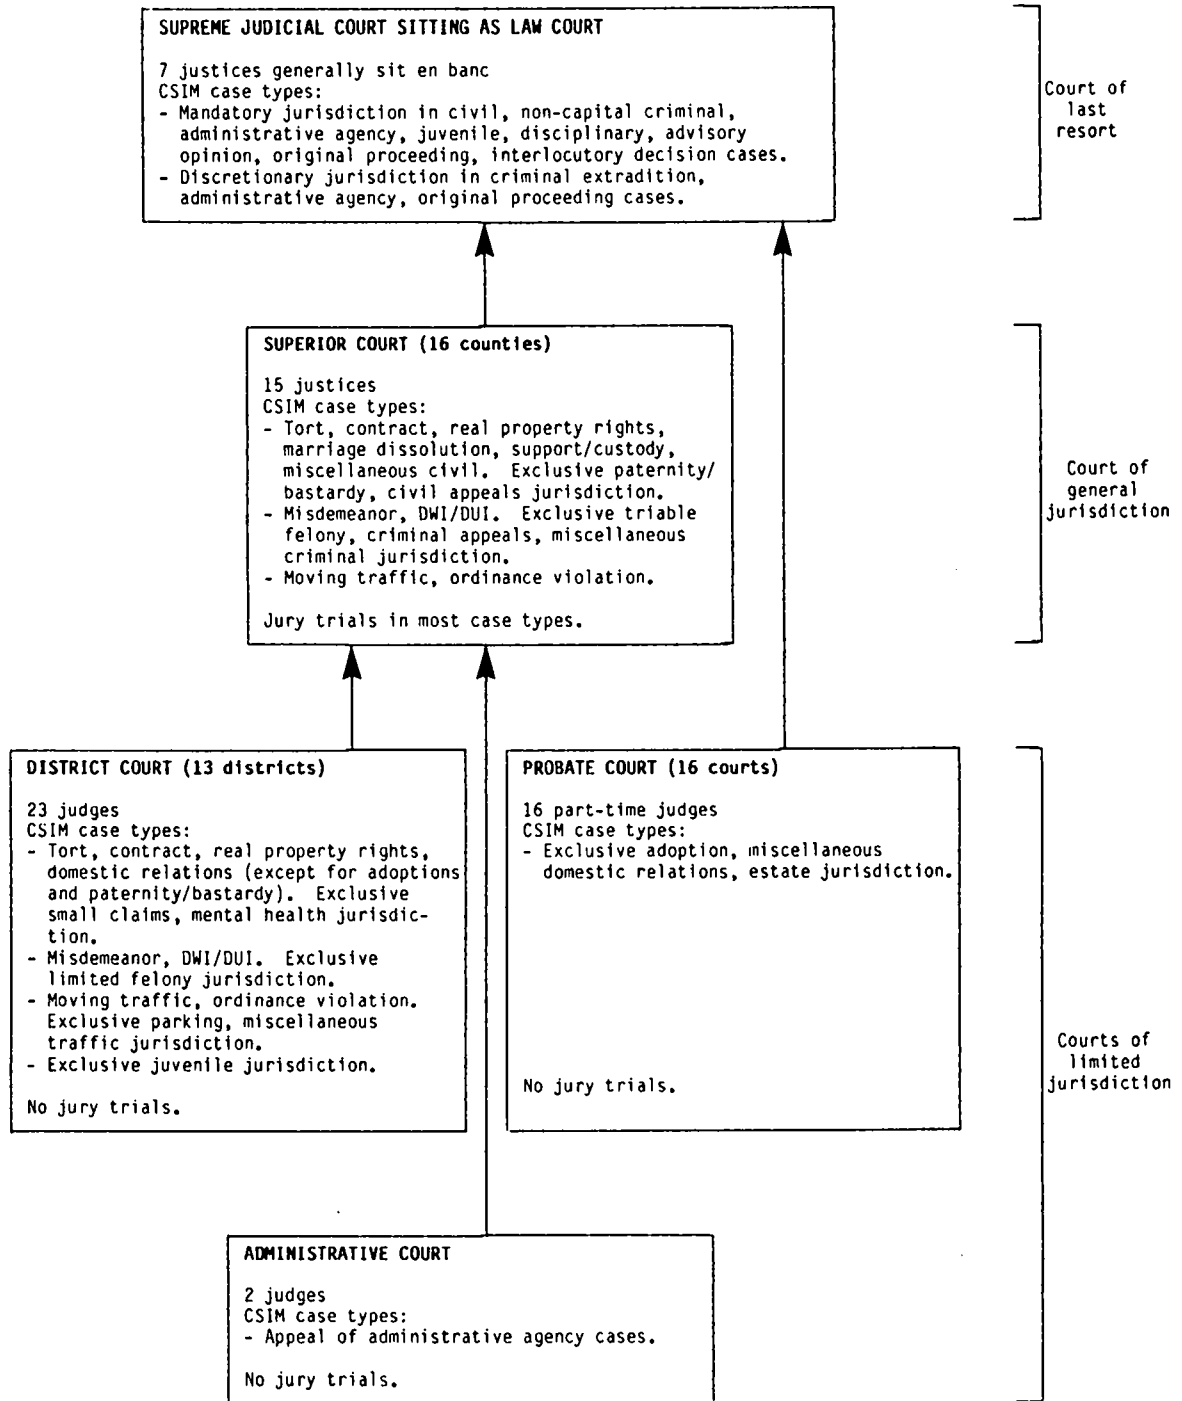 SUPREME JUDICIAL COURT SITTING AS LAW COURT
7 justices generally sit en banc
CSIM case types:
- Mandatory jurisdiction in civil, non-capital criminal,
administrative agency, juvenile, disciplinary, advisory
opinion, original proceeding, interlocutory decision cases.
- Discretionary jurisdiction in criminal extradition,
administrative agency, original proceeding cases.
Court of
last
resort
SUPERIOR COURT (16 counties)
15 justices
CSIM case types:
- Tort, contract, real property rights,
marriage dissolution, support/custody,
miscellaneous civil. Exclusive paternity/
bastardy, civil appeals jurisdiction.
- Misdemeanor, DWI/DUI. Exclusive triable
felony, criminal appeals, miscellaneous
criminal jurisdiction.
- Moving traffic, ordinance violation.
Jury trials in most case types.
Court of
general
jurisdiction
DISTRICT COURT (13 districts)
23 judges
CSIM case types:
- Tort, contract, real property rights,
domestic relations (except for adoptions
and paternity/bastardy). Exclusive
small claims, mental health jurisdic-
tion.
- Misdemeanor, DWI/DUI. Exclusive
limited felony jurisdiction.
- Moving traffic, ordinance violation.
Exclusive parking, miscellaneous
traffic jurisdiction.
- Exclusive juvenile jurisdiction.
No jury trials.
PROBATE COURT (16 courts)
16 part-time judges
CSIM case types:
- Exclusive adoption, miscellaneous
domestic relations, estate jurisdiction.
No jury trials.
Courts of
limited
jurisdiction
ADMINISTRATIVE COURT
2 judges
CSIM case types:
- Appeal of administrative agency cases.
No jury trials.